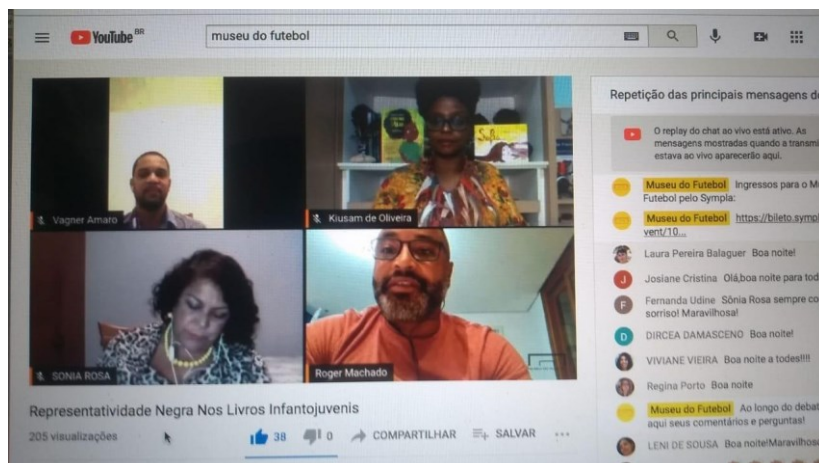 YouTube BR
museu do futebol
Vagner Amaro
Kiusam de Oliveira
SONIA ROSA
Roger Machado
Representatividade Negra Nos Livros Infantojuvenis
205 visualizações
38
0
COMPARTILHAR
SALVAR
Repetição das principais mensagens d
O replay do chat ao vivo está ativo. As
mensagens mostradas quando a transmi
estava ao vivo aparecerão aqui.
Museu do Futebol Ingressos para o M
Futebol pelo Sympla:
Museu do Futebol https://bileto.symp
vent/10...
Laura Pereira Balaguer Boa noite!
Josiane Cristina Olá,boa noite para tod
Fernanda Udine Sônia Rosa sempre co
sorriso! Maravilhosa!
DIRCEA DAMASCENO Boa noite!
VIVIANE VIEIRA Boa noite a todes!!!!
Regina Porto Boa noite
Museu do Futebol Ao longo do debat
aqui seus comentários e perguntas!
LENI DE SOUSA Boa noite!Maravilhos